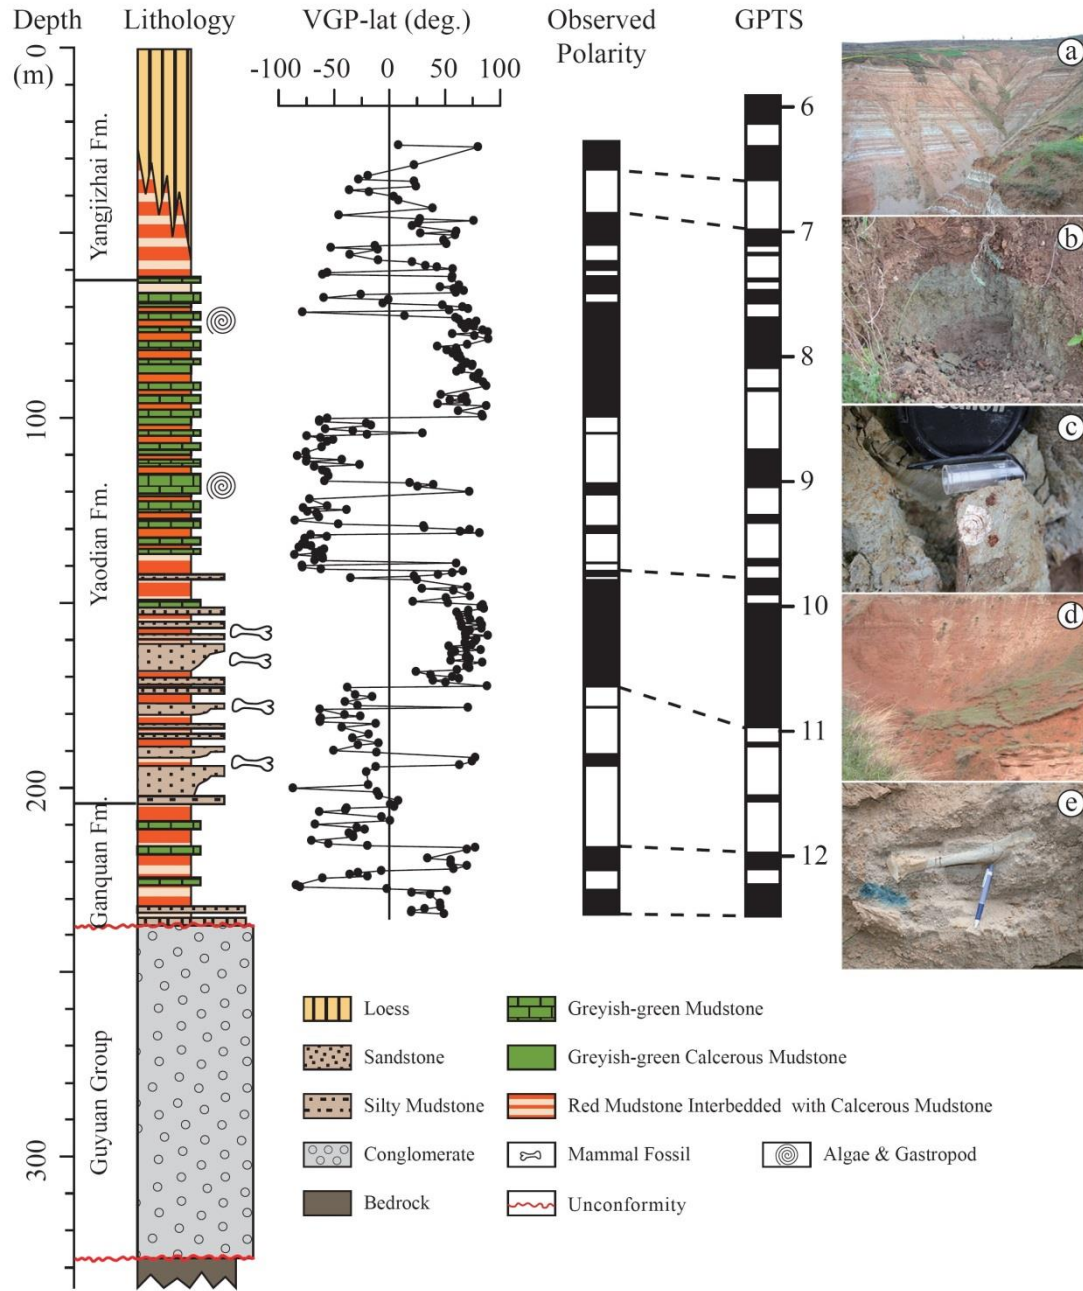 Depth
Lithology
VGP-lat (deg.)
Observed
Polarity
GPTS
0
(m)
-100
-50
0
50
100
100
200
300
Yangjizhai Fm.
Yaodian Fm.
Ganquan Fm.
Guyuan Group
6
7
8
9
10
11
12
a
b
c
Canon
d
e
Loess
Greyish-green Mudstone
Sandstone
Greyish-green Calcerous Mudstone
Silty Mudstone
Red Mudstone Interbedded with Calcerous Mudstone
Conglomerate
Mammal Fossil
Algae & Gastropod
Bedrock
Unconformity